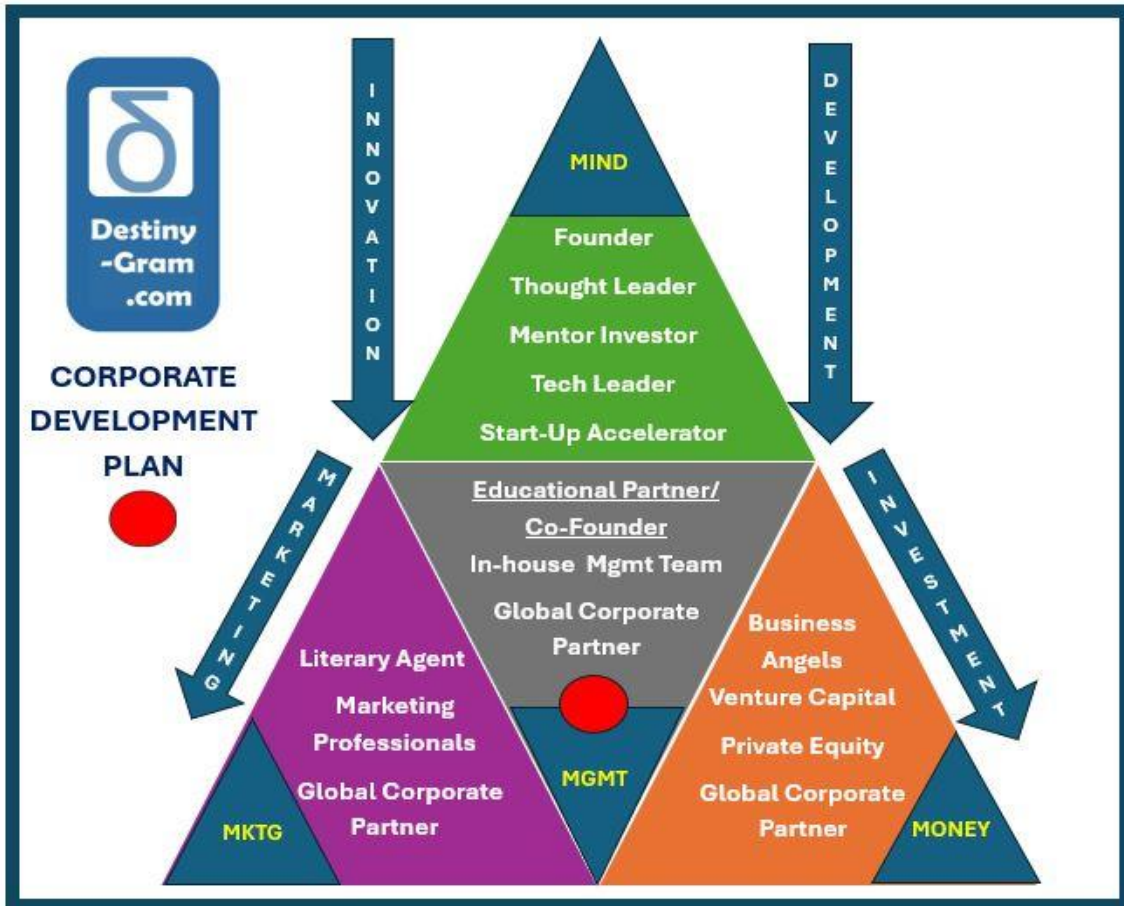 δ
Destiny
-Gram
.com
CORPORATE
DEVELOPMENT
PLAN
INNOVATION
DEVELOPMENT
MARKETING
INVESTMENT
MIND
Founder
Thought Leader
Mentor Investor
Tech Leader
Start-Up Accelerator
Educational Partner/
Co-Founder
In-house Mgmt Team
Global Corporate
Partner
MGMT
Literary Agent
Marketing
Professionals
Global Corporate
Partner
MKTG
Business
Angels
Venture Capital
Private Equity
Global Corporate
Partner
MONEY